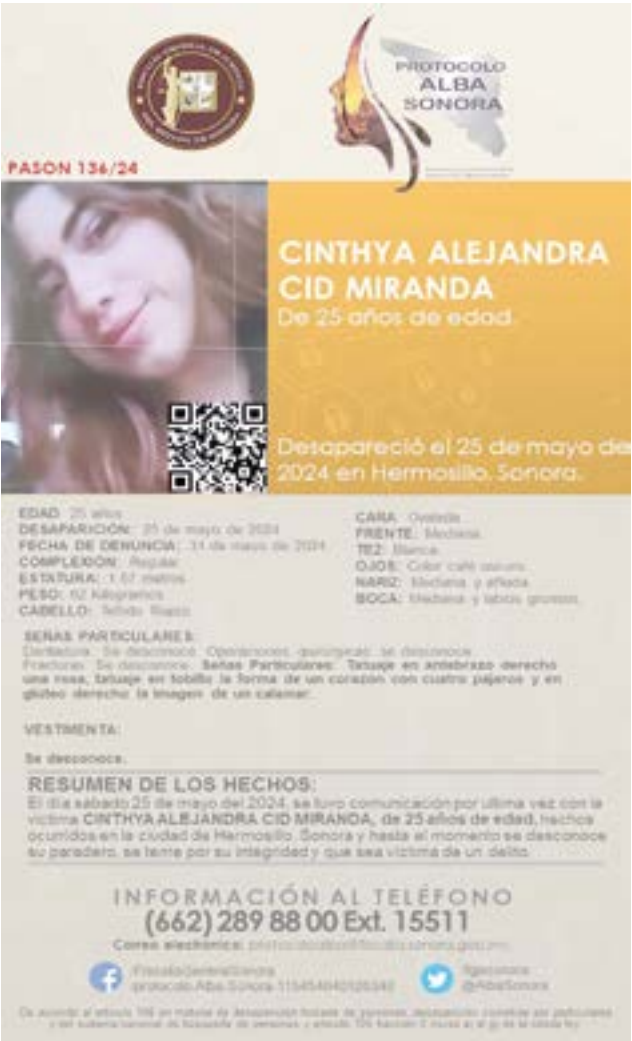 PROTOCOLO
ALBA
SONORA
PASON 136/24
CINTHYA ALEJANDRA
CID MIRANDA
De 25 años de edad.
Desapareció el 25 de mayo de
2024 en Hermosillo, Sonora.
EDAD: 25 años
DESAPARICIÓN: 25 de mayo de 2024
FECHA DE DENUNCIA: 31 de mayo de 2024
COMPLEXIÓN: Regular
ESTATURA: 1.57 metros
PESO: 62 Kilogramos
CABELLO: Teñido
CARA: Ovalada
FRENTE: Mediana
TEZ: Blanca
OJOS: Color café oscuro
NARIZ: Mediana y afilada
BOCA: Mediana y labios gruesos.
SEÑAS PARTICULARES:
Dentadura: Se desconoce. Operaciones quirúrgicas: se desconoce.
Fracturas: Se desconoce. Señas Particulares: Tatuaje en antebrazo derecho
una rosa, tatuaje en tobillo la forma de un corazón con cuatro pájaros y en
glúteo derecho la imagen de un calamar.
VESTIMENTA:
Se desconoce.
RESUMEN DE LOS HECHOS:
El día sábado 25 de mayo del 2024, se tuvo comunicación por ultima vez con la
victima CINTHYA ALEJANDRA CID MIRANDA, de 25 años de edad, hechos
ocurridos en la ciudad de Hermosillo, Sonora y hasta el momento se desconoce
su paradero, se teme por su integridad y que sea víctima de un delito.
INFORMACIÓN AL TELÉFONO
(662) 289 88 00 Ext. 15511
Correo electrónico:
FiscaliaGeneralSonora
fgjesonora
@AlbaSonora